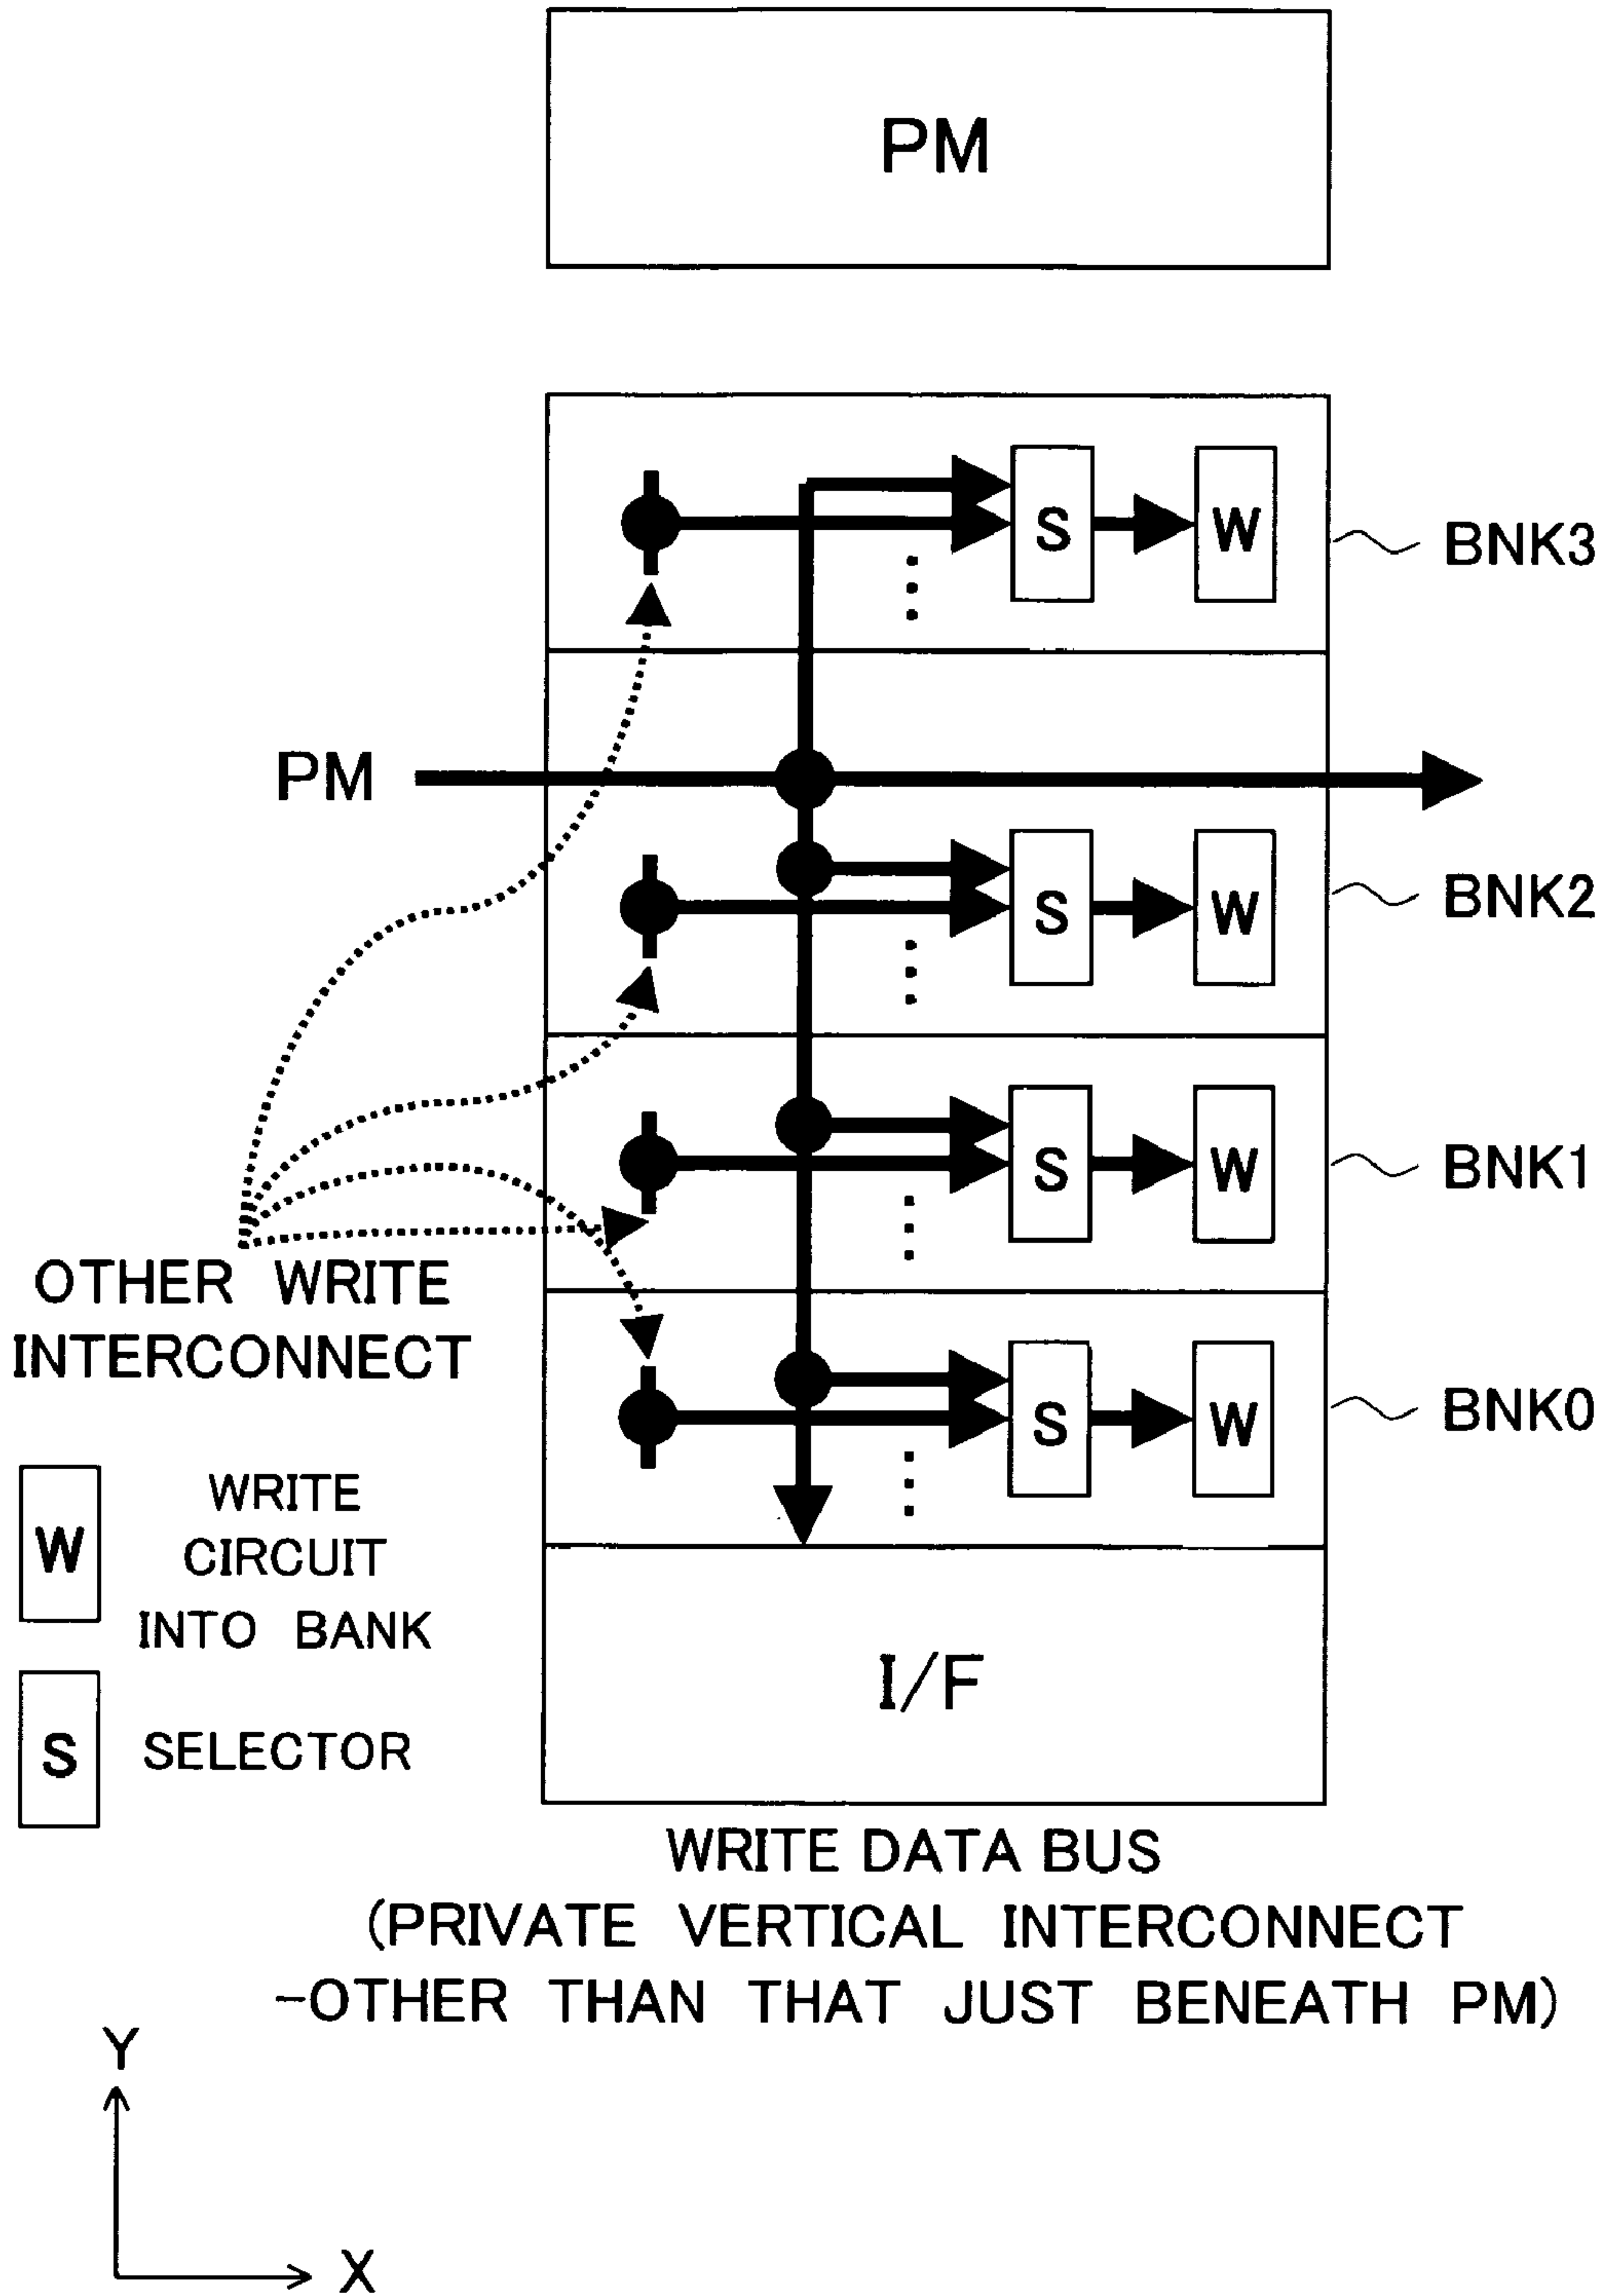 PM
S W BNK3
PM
S W BNK2
S W BNK1
OTHER WRITE
INTERCONNECT
S W BNK0
W WRITE
CIRCUIT
INTO BANK
S SELECTOR
I/F
WRITE DATA BUS
(PRIVATE VERTICAL INTERCONNECT
-OTHER THAN THAT JUST BENEATH PM)
Y
X